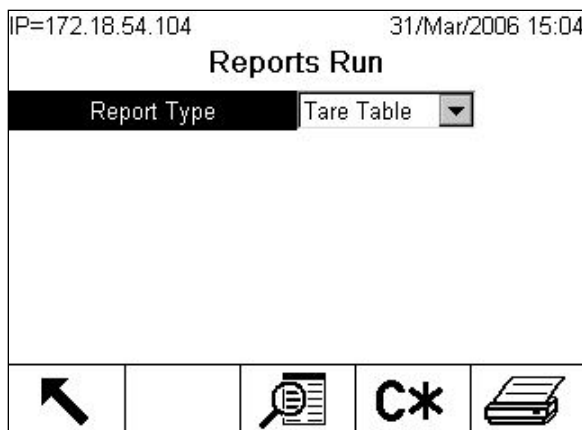 IP=172.18.54.104 31/Mar/2006 15:04
Reports Run
Report Type Tare Table
C*